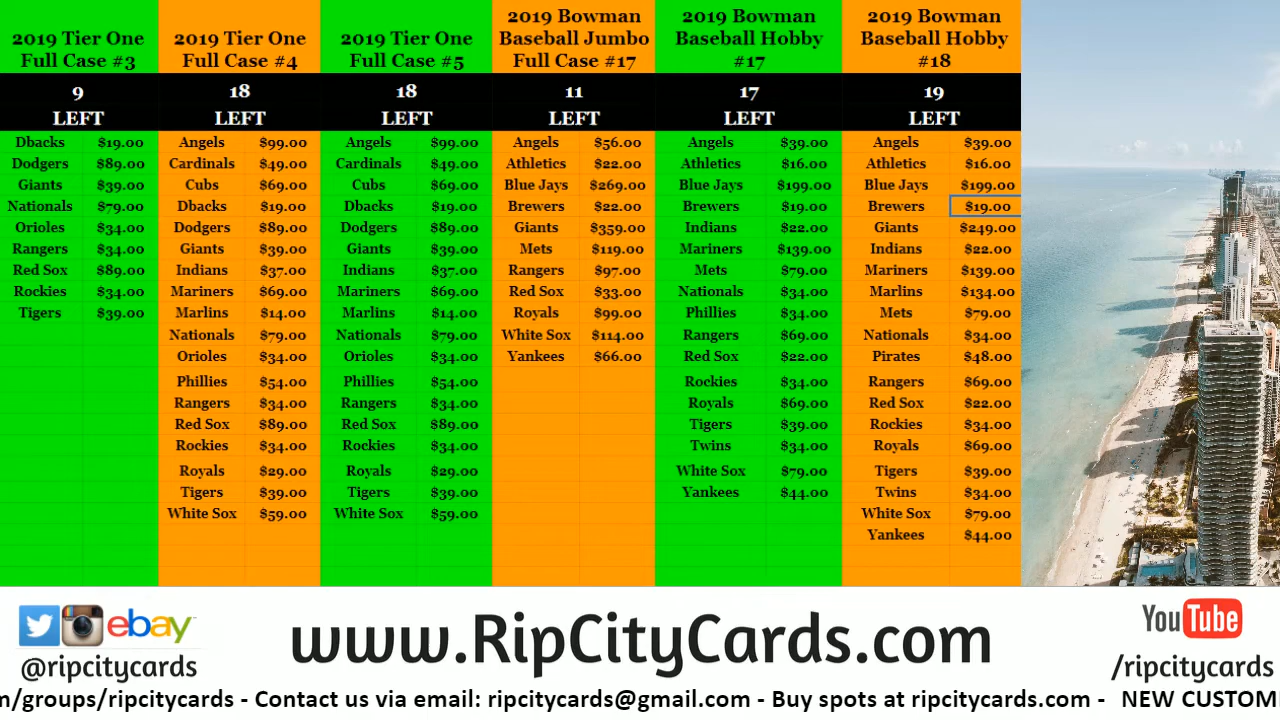 2019 Tier One
Full Case #3
9
LEFT
Dbacks $19.00
Dodgers $89.00
Giants $39.00
Nationals $79.00
Orioles $34.00
Rangers $34.00
Red Sox $89.00
Rockies $34.00
Tigers $39.00
2019 Tier One
Full Case #4
18
LEFT
Angels $99.00
Cardinals $49.00
Cubs $69.00
Dbacks $19.00
Dodgers $89.00
Giants $39.00
Indians $37.00
Mariners $69.00
Marlins $14.00
Nationals $79.00
Orioles $34.00
Phillies $54.00
Rangers $34.00
Red Sox $89.00
Rockies $34.00
Royals $29.00
Tigers $39.00
White Sox $59.00
2019 Tier One
Full Case #5
18
LEFT
Angels $99.00
Cardinals $49.00
Cubs $69.00
Dbacks $19.00
Dodgers $89.00
Giants $39.00
Indians $37.00
Mariners $69.00
Marlins $14.00
Nationals $79.00
Orioles $34.00
Phillies $54.00
Rangers $34.00
Red Sox $89.00
Rockies $34.00
Royals $29.00
Tigers $39.00
White Sox $59.00
2019 Bowman
Baseball Jumbo
Full Case #17
11
LEFT
Angels $56.00
Athletics $22.00
Blue Jays $269.00
Brewers $22.00
Giants $359.00
Mets $119.00
Rangers $97.00
Red Sox $33.00
Royals $99.00
White Sox $114.00
Yankees $66.00
2019 Bowman
Baseball Hobby
#17
17
LEFT
Angels $39.00
Athletics $16.00
Blue Jays $199.00
Brewers $19.00
Indians $22.00
Mariners $139.00
Mets $79.00
Nationals $34.00
Phillies $34.00
Rangers $69.00
Red Sox $22.00
Rockies $34.00
Royals $69.00
Tigers $39.00
Twins $34.00
White Sox $79.00
Yankees $44.00
2019 Bowman
Baseball Hobby
#18
19
LEFT
Angels $39.00
Athletics $16.00
Blue Jays $199.00
Brewers $19.00
Giants $249.00
Indians $22.00
Mariners $139.00
Marlins $134.00
Mets $79.00
Nationals $34.00
Pirates $48.00
Rangers $69.00
Red Sox $22.00
Rockies $34.00
Royals $69.00
Tigers $39.00
Twins $34.00
White Sox $79.00
Yankees $44.00
ebay
@ripcitycards
www.RipCityCards.com
YouTube
/ripcitycards
m/groups/ripcitycards - Contact us via email: ripcitycards@gmail.com - Buy spots at ripcitycards.com - NEW CUSTOM